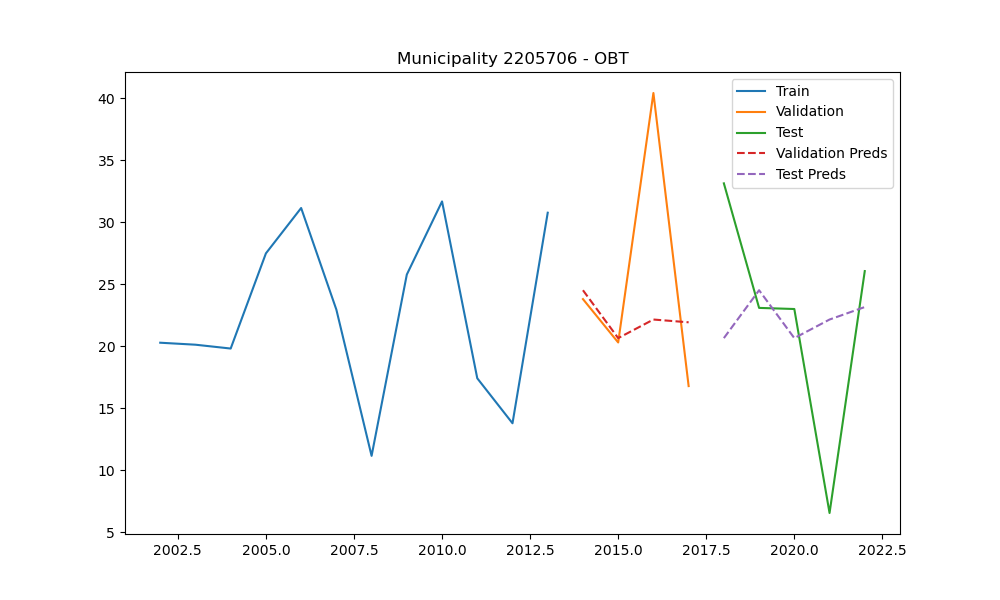 Municipality 2205706 - OBT
Train
Validation
Test
Validation Preds
Test Preds
40
35
30
25
20
15
10
5
2002.5 2005.0 2007.5 2010.0 2012.5 2015.0 2017.5 2020.0 2022.5